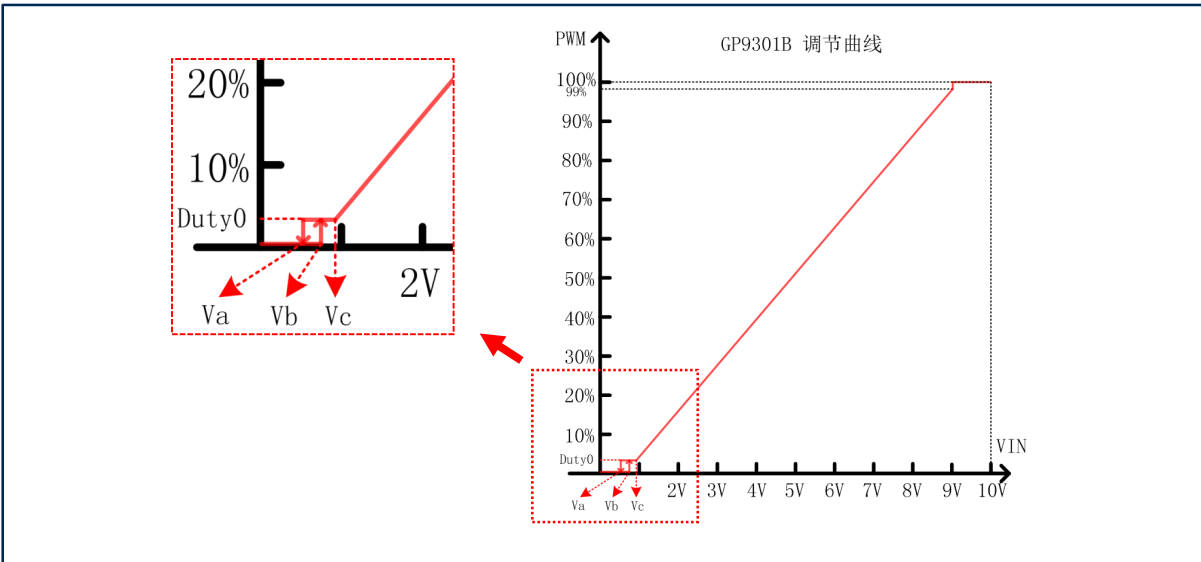 20%
10%
Duty0
2V
Va Vb Vc
PWM
GP9301B 调节曲线
100%
99%
90%
80%
70%
60%
50%
40%
30%
20%
10%
Duty0
VIN
2V 3V 4V 5V 6V 7V 8V 9V 10V
Va Vb Vc